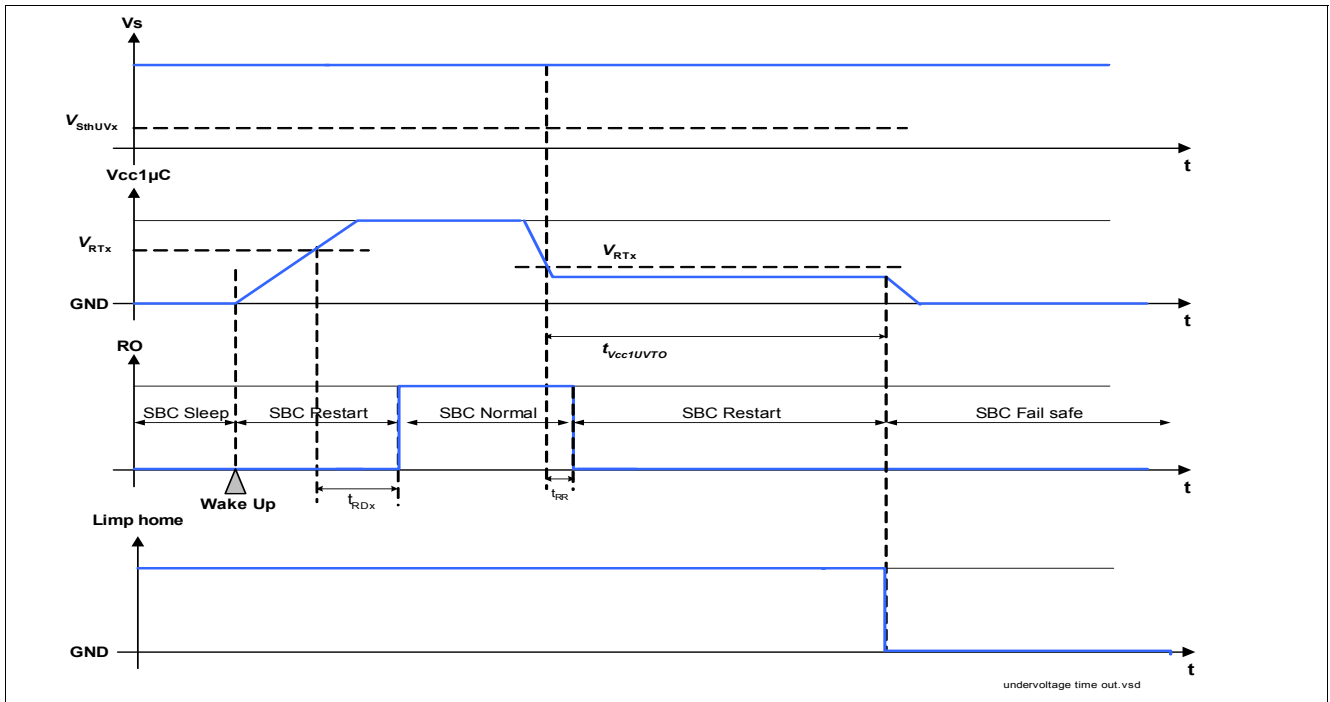 Vs
VSthUVx
t
Vcc1µC
VRTx
VRTx
GND
t
tVcc1UVTO
RO
SBC Sleep
SBC Restart
SBC Normal
SBC Restart
SBC Fail safe
t
Wake Up
tRDx
tRR
Limp home
GND
t
undervoltage time out.vsd